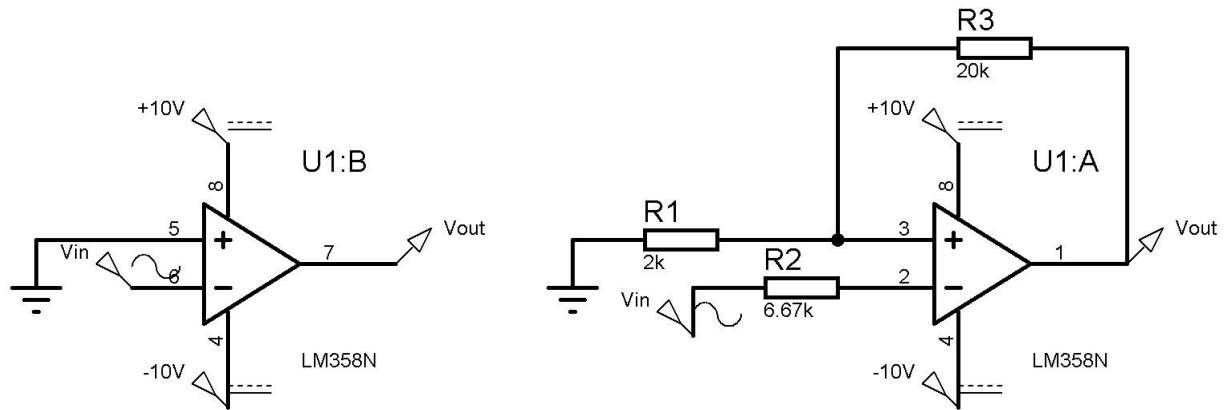 +10V
U1:B
8
5
Vin
6
7
Vout
4
-10V
LM358N
R3
20k
+10V
U1:A
8
R1
2k
3
R2
6.67k
2
Vin
1
Vout
4
-10V
LM358N